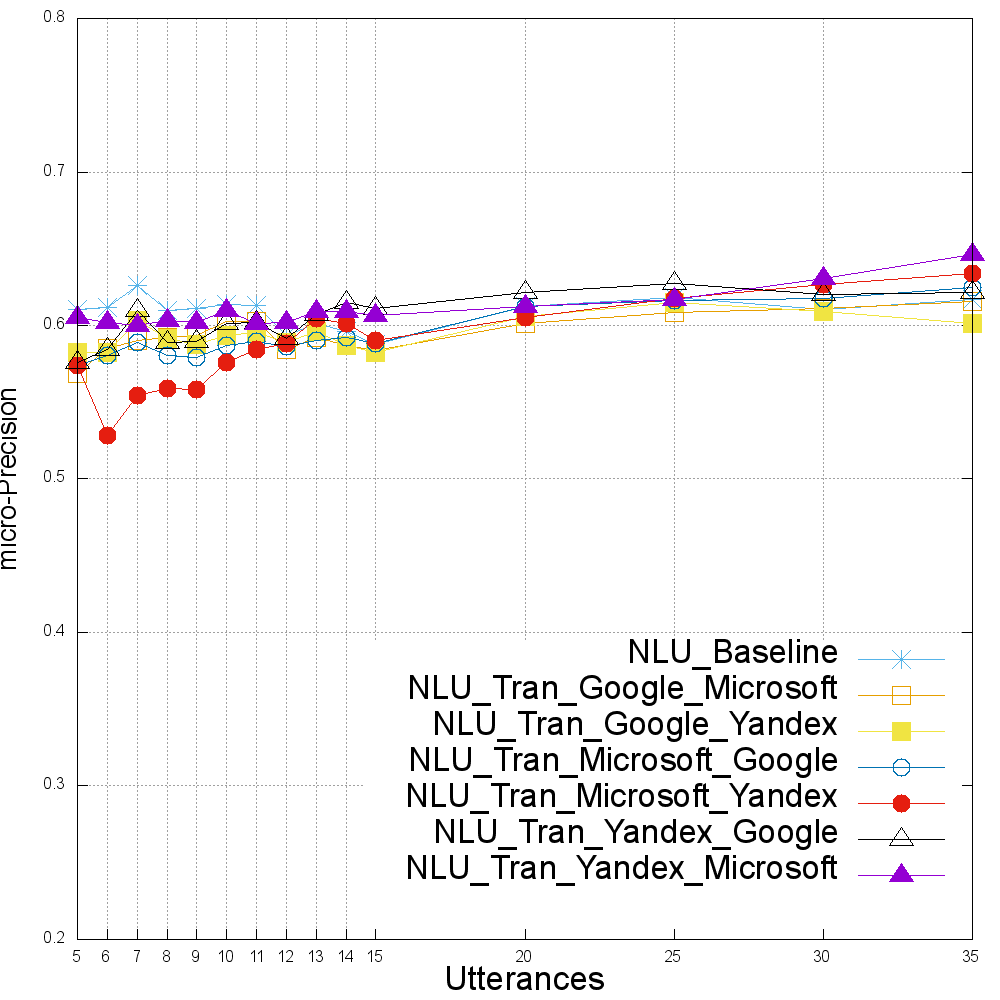 0.8
0.7
0.6
0.5
0.4
0.3
0.2
micro-Precision
NLU_Baseline
NLU_Tran_Google_Microsoft
NLU_Tran_Google_Yandex
NLU_Tran_Microsoft_Google
NLU_Tran_Microsoft_Yandex
NLU_Tran_Yandex_Google
NLU_Tran_Yandex_Microsoft
5 6 7 8 9 10 11 12 13 14 15 20 25 30 35
Utterances